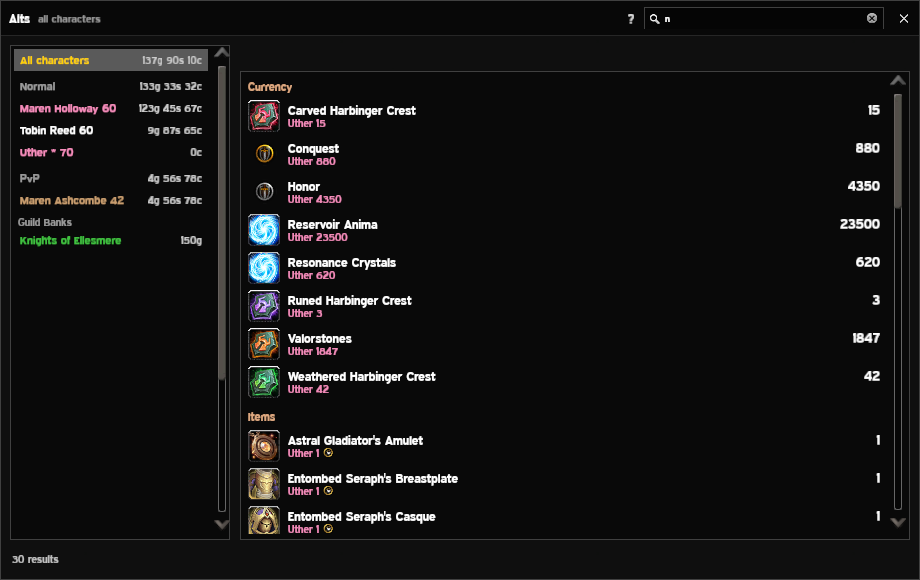 Alts all characters ? n
All characters 137g 90s 10c
Normal 133g 33s 32c
Maren Holloway 60 123g 45s 67c
Tobin Reed 60 9g 87s 65c
Uther * 70 0c
PvP 4g 56s 78c
Maren Ashcombe 42 4g 56s 78c
Guild Banks
Knights of Ellesmere 150g
Currency
Carved Harbinger Crest 15
Uther 15
Conquest 880
Uther 880
Honor 4350
Uther 4350
Reservoir Anima 23500
Uther 23500
Resonance Crystals 620
Uther 620
Runed Harbinger Crest 3
Uther 3
Valorstones 1847
Uther 1847
Weathered Harbinger Crest 42
Uther 42
Items
Astral Gladiator's Amulet 1
Uther 1
Entombed Seraph's Breastplate 1
Uther 1
Entombed Seraph's Casque 1
Uther 1
30 results